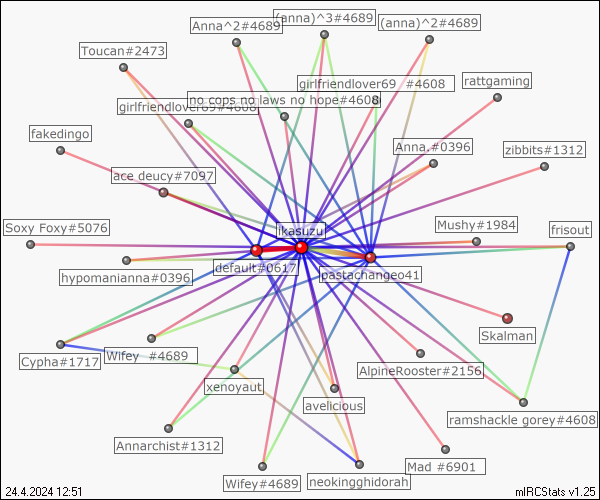 (anna)^3#4689
Anna^2#4689
(anna)^2#4689
Toucan#2473
girlfriendlover69 #4608
rattgaming
no cops no laws no hope#4608
girlfriendlover69#4608
fakedingo
Anna,#0396
zibbits#1312
ace deucy#7097
Soxy Foxy#5076
ikasuzu
Mushy#1984
frisout
default#0617
pastachangeo41
hypomanianna#0396
Skalman
Cypha#1717
Wifey #4689
AlpineRooster#2156
xenoyaut
avelicious
ramshackle gorey#4608
Annarchist#1312
Mad #6901
Wifey#4689
neokingghidorah
24.4.2024 12:51
mIRCStats v1.25